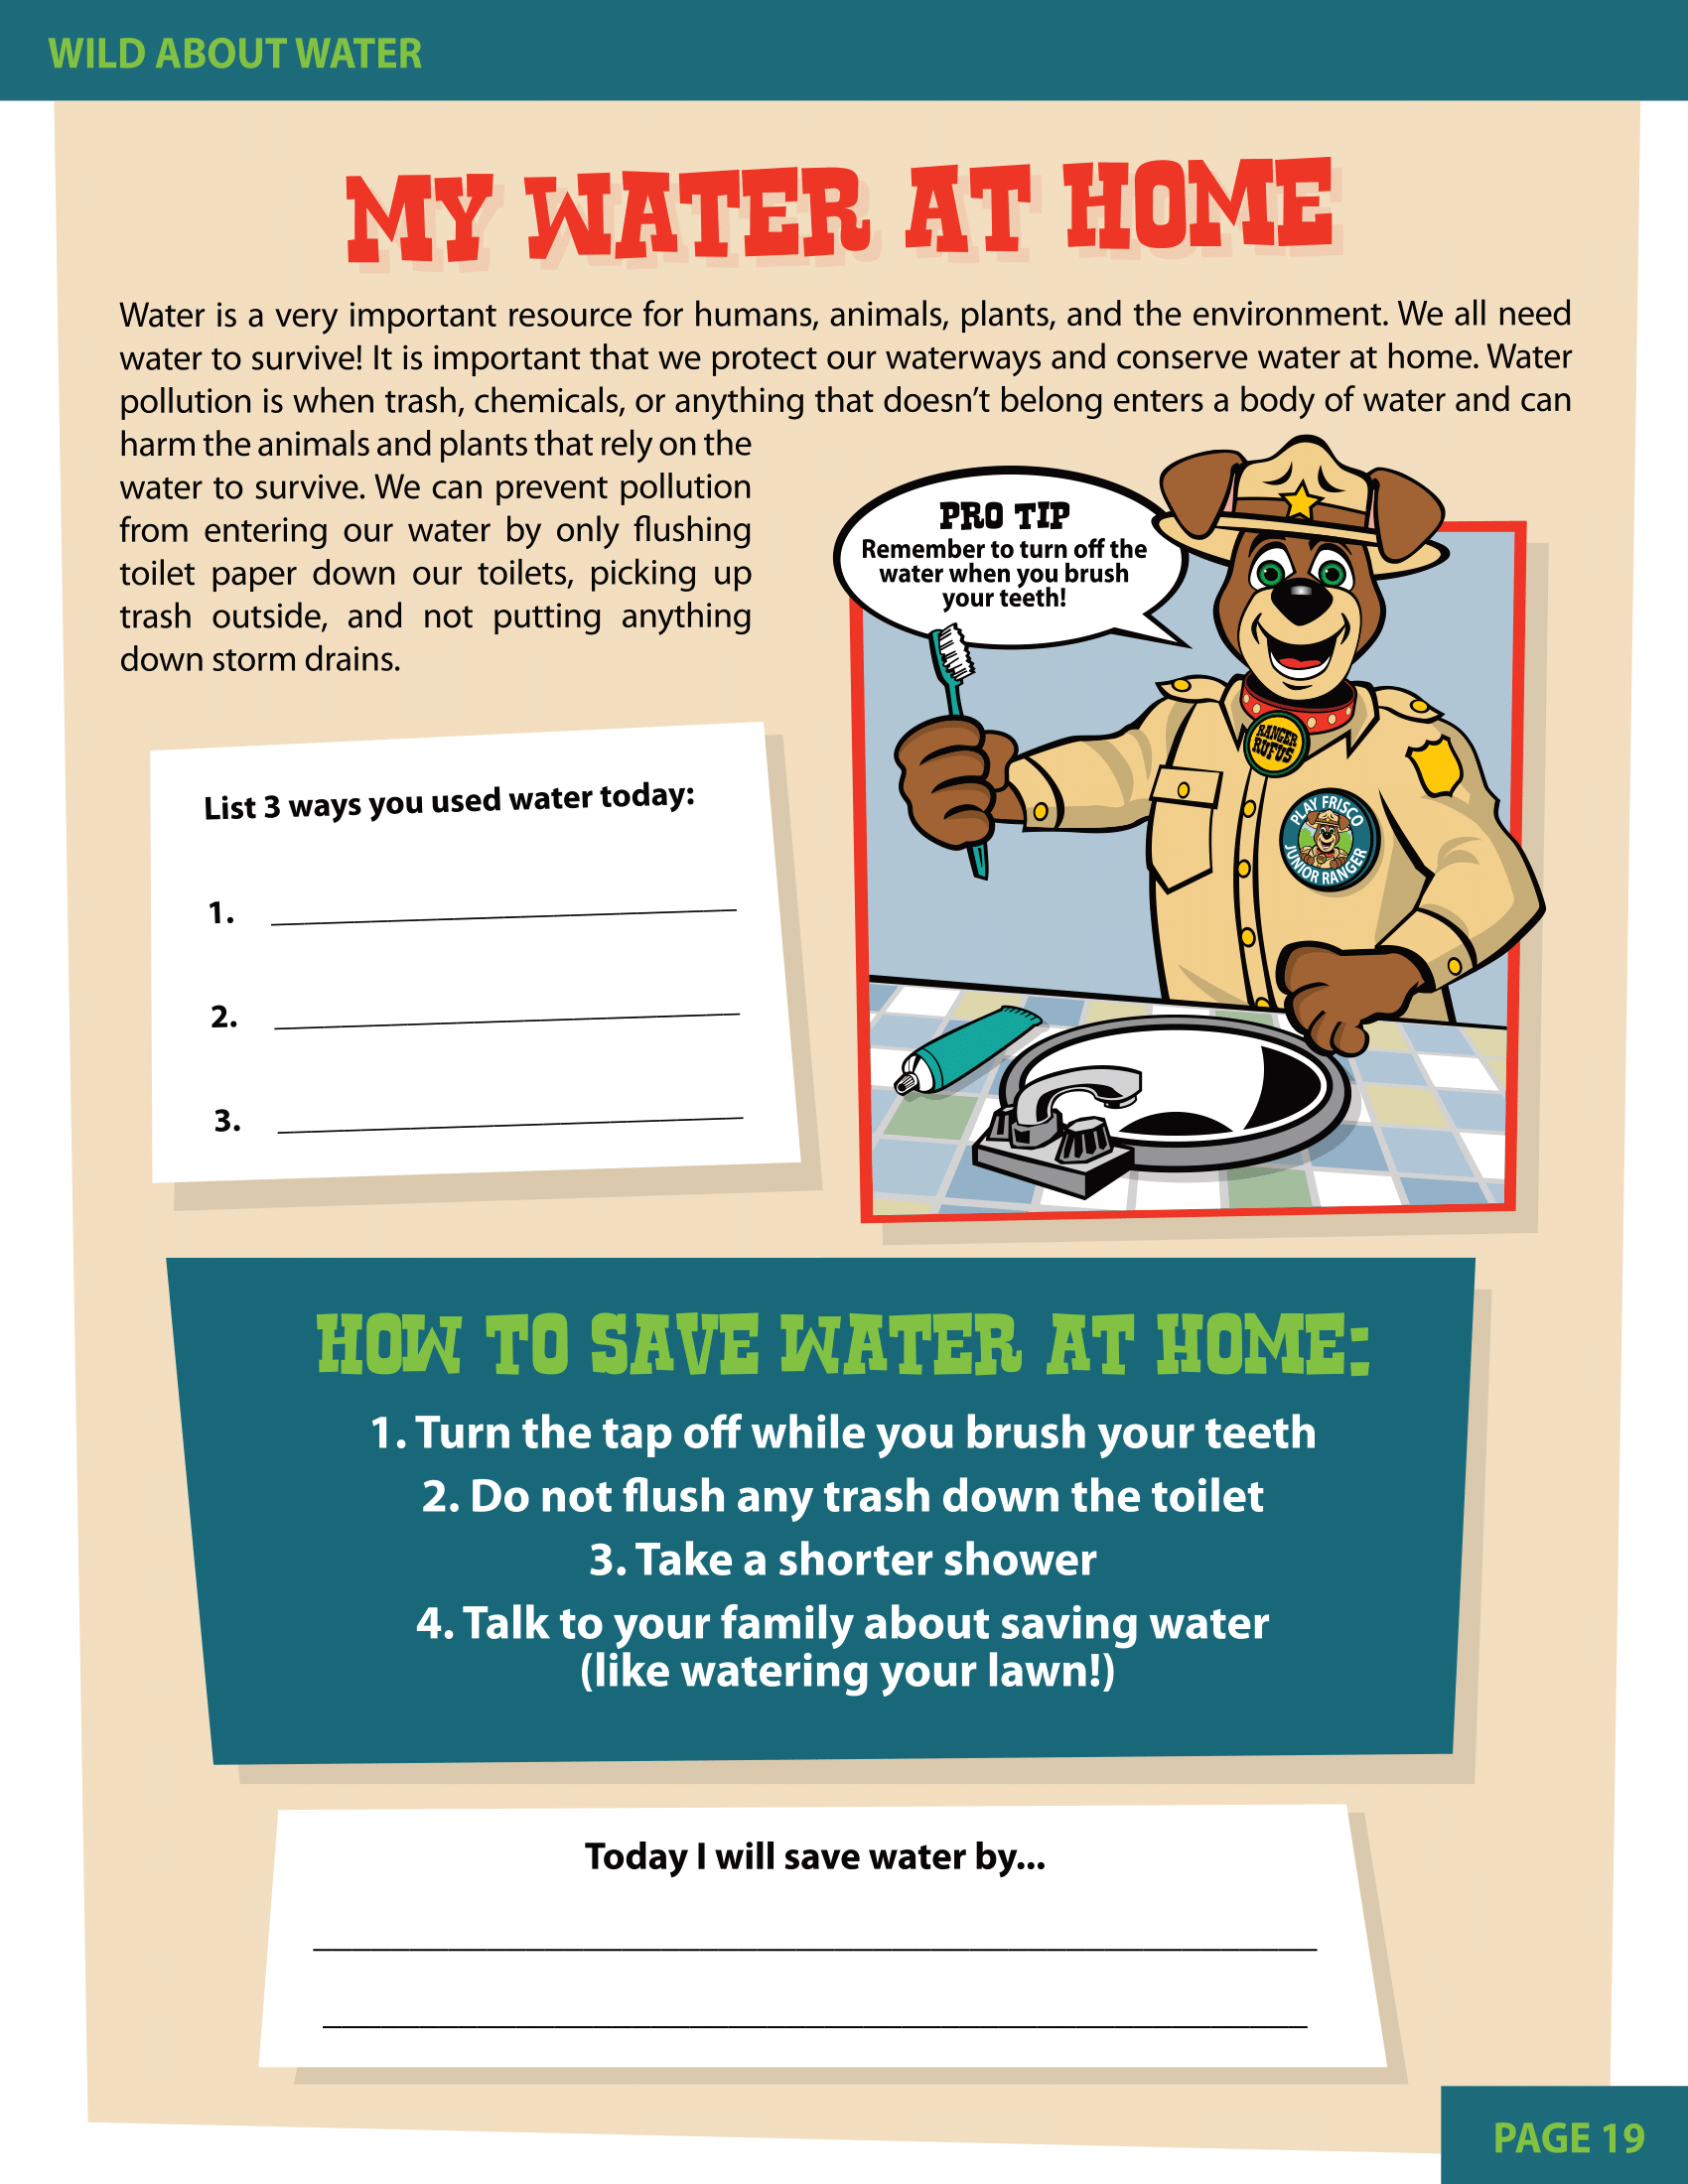 WILD ABOUT WATER
MY WATER AT HOME
Water is a very important resource for humans, animals, plants, and the environment. We all need
water to survive! It is important that we protect our waterways and conserve water at home. Water
pollution is when trash, chemicals, or anything that doesn’t belong enters a body of water and can
harm the animals and plants that rely on the
water to survive. We can prevent pollution
from entering our water by only flushing
toilet paper down our toilets, picking up
trash outside, and not putting anything
down storm drains.
PRO TIP
Remember to turn off the
water when you brush
your teeth!
RANGER
RUFUS
PLAY FRISCO
JUNIOR RANGER
List 3 ways you used water today:
1.
2.
3.
HOW TO SAVE WATER AT HOME:
1. Turn the tap off while you brush your teeth
2. Do not flush any trash down the toilet
3. Take a shorter shower
4. Talk to your family about saving water
(like watering your lawn!)
Today I will save water by...
PAGE 19